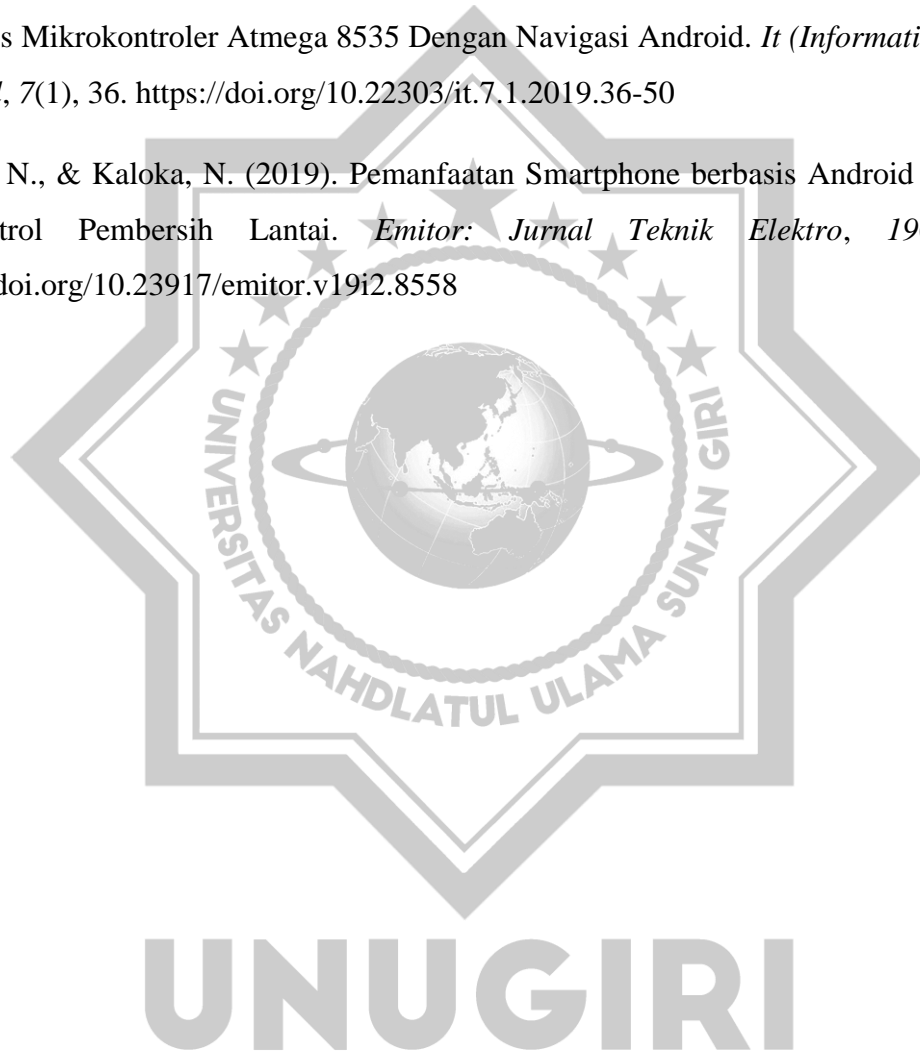 s Mikrokontroler Atmega 8535 Dengan Navigasi Android. It (Informati
, 7(1), 36. https://doi.org/10.22303/it.7.1.2019.36-50
N., & Kaloka, N. (2019). Pemanfaatan Smartphone berbasis Android
trol Pembersih Lantai. Emitor: Jurnal Teknik Elektro, 19
doi.org/10.23917/emitor.v19i2.8558
UNIVERSITAS NAHDLATUL ULAMA SUNAN GIRI
UNUGIRI